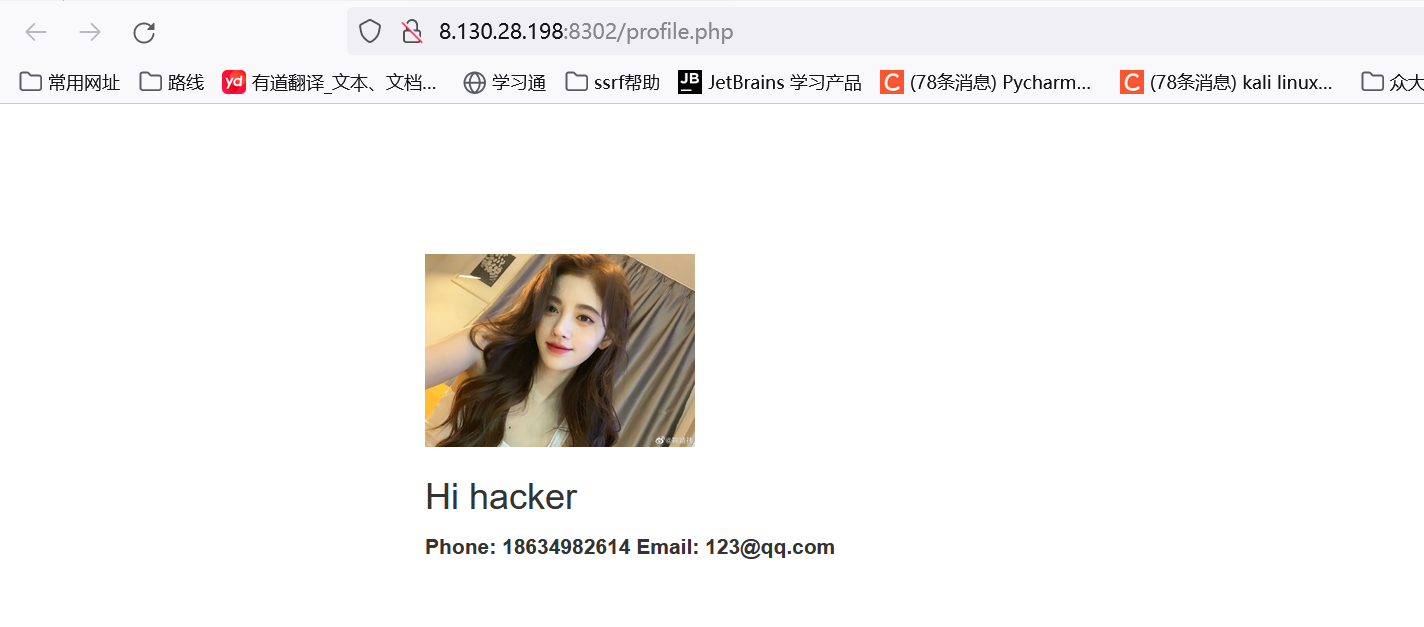 8.130.28.198:8302/profile.php
常用网址 路线 yd 有道翻译_文本、文档... 学习通 ssrf帮助 JB JetBrains 学习产品 C (78条消息) Pycharm... C (78条消息) kali linux... 众大
Hi hacker
Phone: 18634982614 Email: 123@qq.com